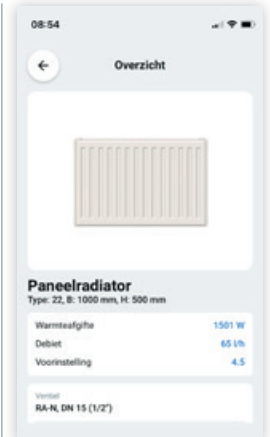 08:54
Overzicht
Paneelradiator
Type: 22, B: 1000 mm, H: 500 mm
Warmteafgifte 1501 W
Debiet 65 l/h
Voorinstelling 4.5
Ventiel
RA-N, DN 15 (1/2")